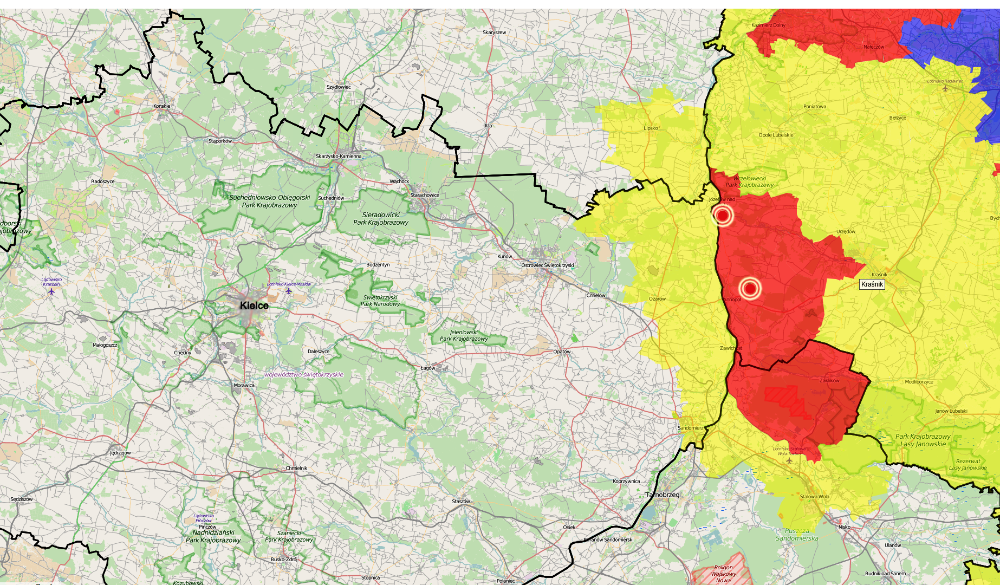 Kazimierz Dolny
Skaryszew
Nałęczów
Lotnisko Radawiec
Szydłowiec
Końskie
Poniatowa
Bełżyce
Iłża
Lipsko
Opole Lubelskie
Stąporków
Skarżysko-Kamienna
Radoszyce
Wąchock
Wrzelowiecki
Park Krajobrazowy
Starachowice
Suchedniowsko-Oblęgorski
Park Krajobrazowy
Suchedniów
Józefów nad
Sieradowicki
Park Krajobrazowy
dborski
ajobrazowy
Bych
Urzędów
Kunów
Bodzentyn
Ostrowiec Świętokrzyski
Kraśnik
Kraśnik
Lądowisko
Krasocin
Lotnisko Kielce-Masłów
Ćmielów
Ożarów
Annopol
Świętokrzyski
Park Narodowy
Kielce
Jeleniowski
Park Krajobrazowy
Małogoszcz
Chęciny
Daleszyce
Opatów
Zawichost
Łagów
województwo świętokrzyskie
Morawica
Zaklików
Modliborzyce
Janów Lubelski
Sandomierz
Park Krajobrazowy
Lasy Janowskie
Lotnisko Stalowa
Wola-Turbia
Jędrzejów
Rezerwat
Lasy Janowskie
Chmielnik
Koprzywnica
Tarnobrzeg
Stalowa Wola
Sędziszów
Staszów
Lądowisko
Pińczów
Pińczów
Osiek
Nisko
Nadnidziański
Park Krajobrazowy
Szaniecki
Park Krajobrazowy
Baranów Sandomierski
Puszcza
Sandomierska
Ulanów
Busko-Zdrój
Poligon
Wojskowy
Nowa
Rudnik nad Sanem
Stopnica
Połaniec
Kozubowski